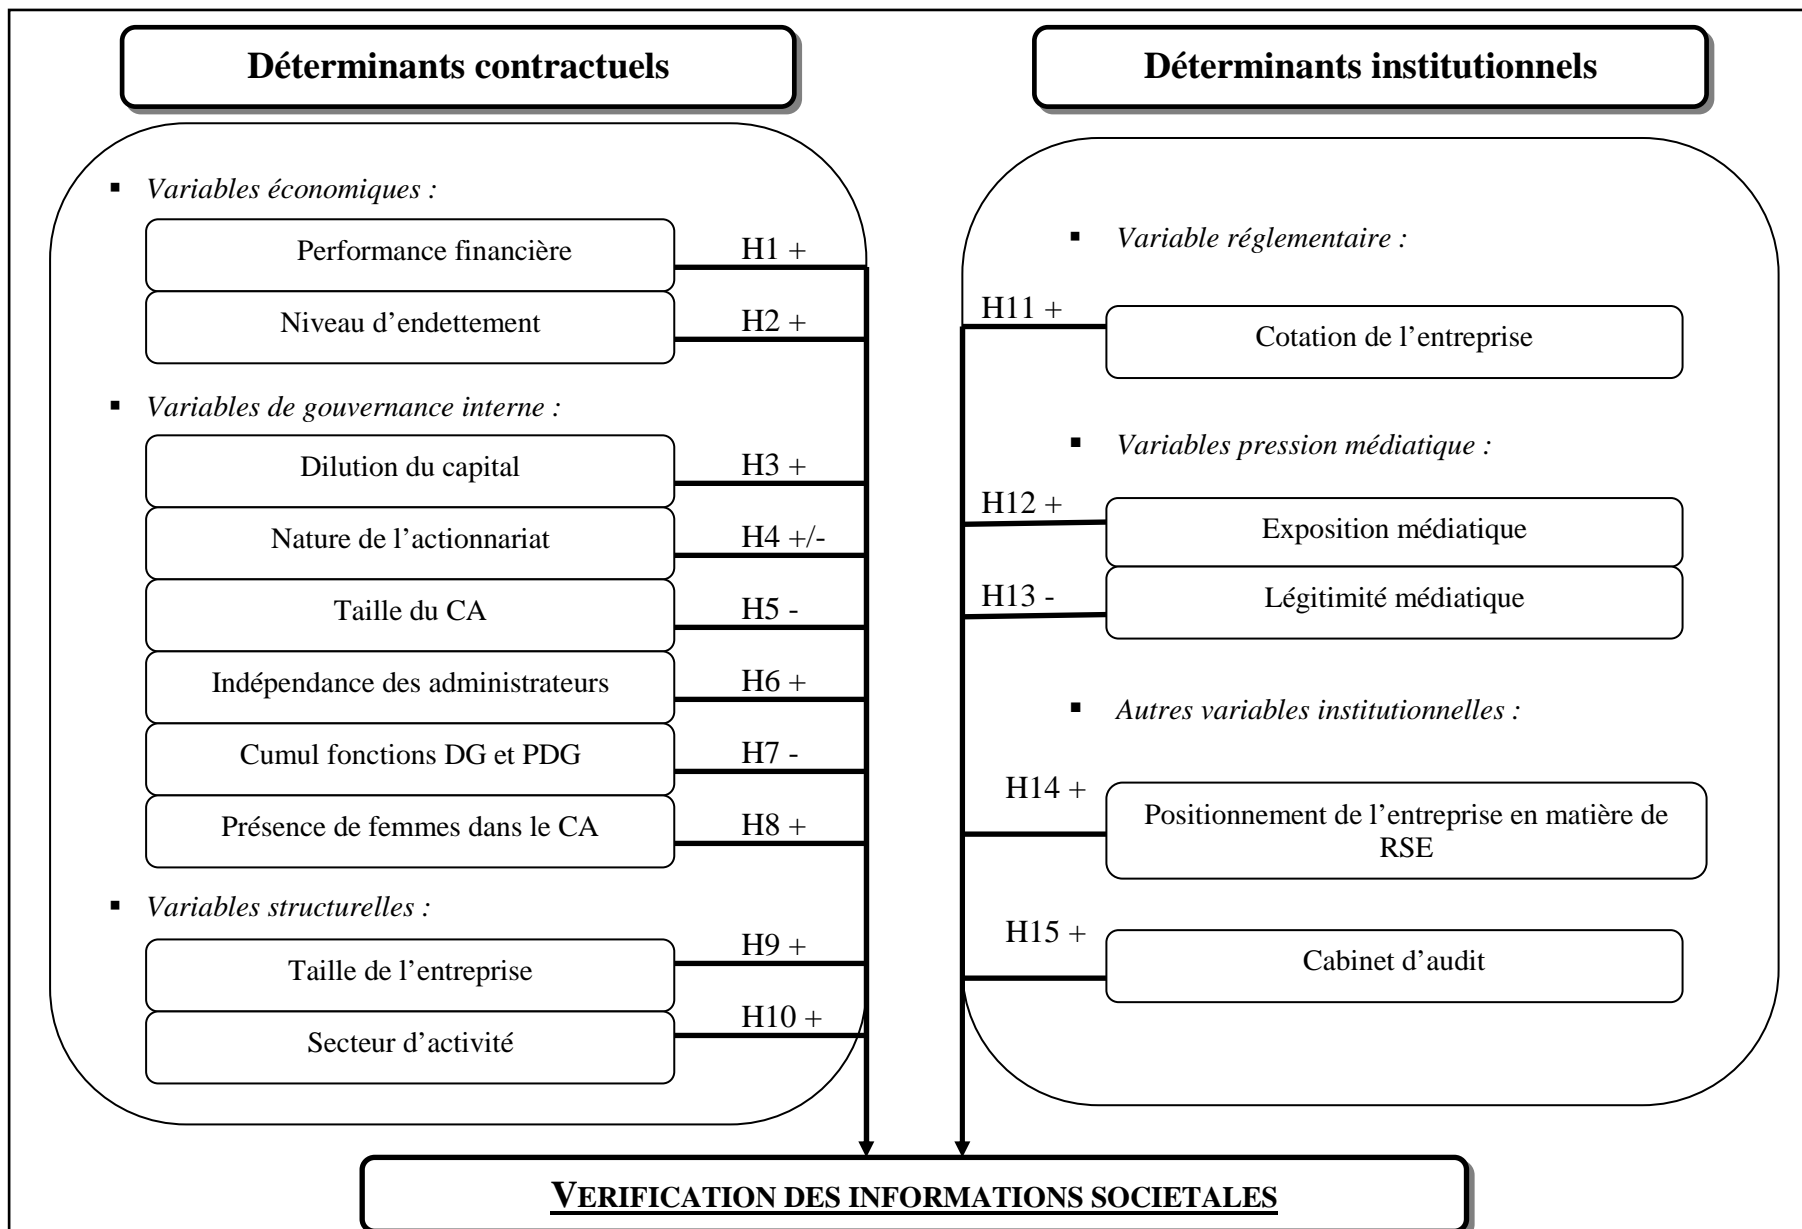 Déterminants contractuels
▪ Variables économiques :
Performance financière
H1 +
Niveau d’endettement
H2 +
▪ Variables de gouvernance interne :
Dilution du capital
H3 +
Nature de l’actionnariat
H4 +/-
Taille du CA
H5 -
Indépendance des administrateurs
H6 +
Cumul fonctions DG et PDG
H7 -
Présence de femmes dans le CA
H8 +
▪ Variables structurelles :
Taille de l’entreprise
H9 +
Secteur d’activité
H10 +
Déterminants institutionnels
▪ Variable réglementaire :
H11 +
Cotation de l’entreprise
▪ Variables pression médiatique :
H12 +
Exposition médiatique
H13 -
Légitimité médiatique
▪ Autres variables institutionnelles :
H14 +
Positionnement de l’entreprise en matière de
RSE
H15 +
Cabinet d’audit
VERIFICATION DES INFORMATIONS SOCIETALES